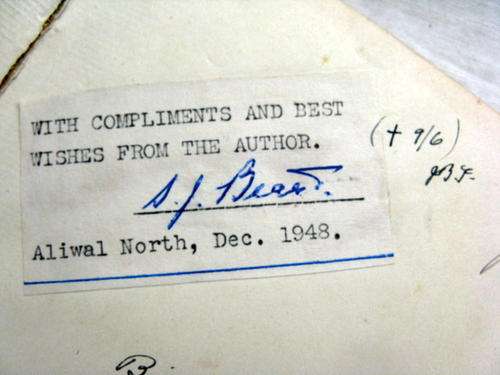 WITH COMPLIMENTS AND BEST
WISHES FROM THE AUTHOR.
(+ 9/6)
S. J.
Aliwal North, Dec. 1948.